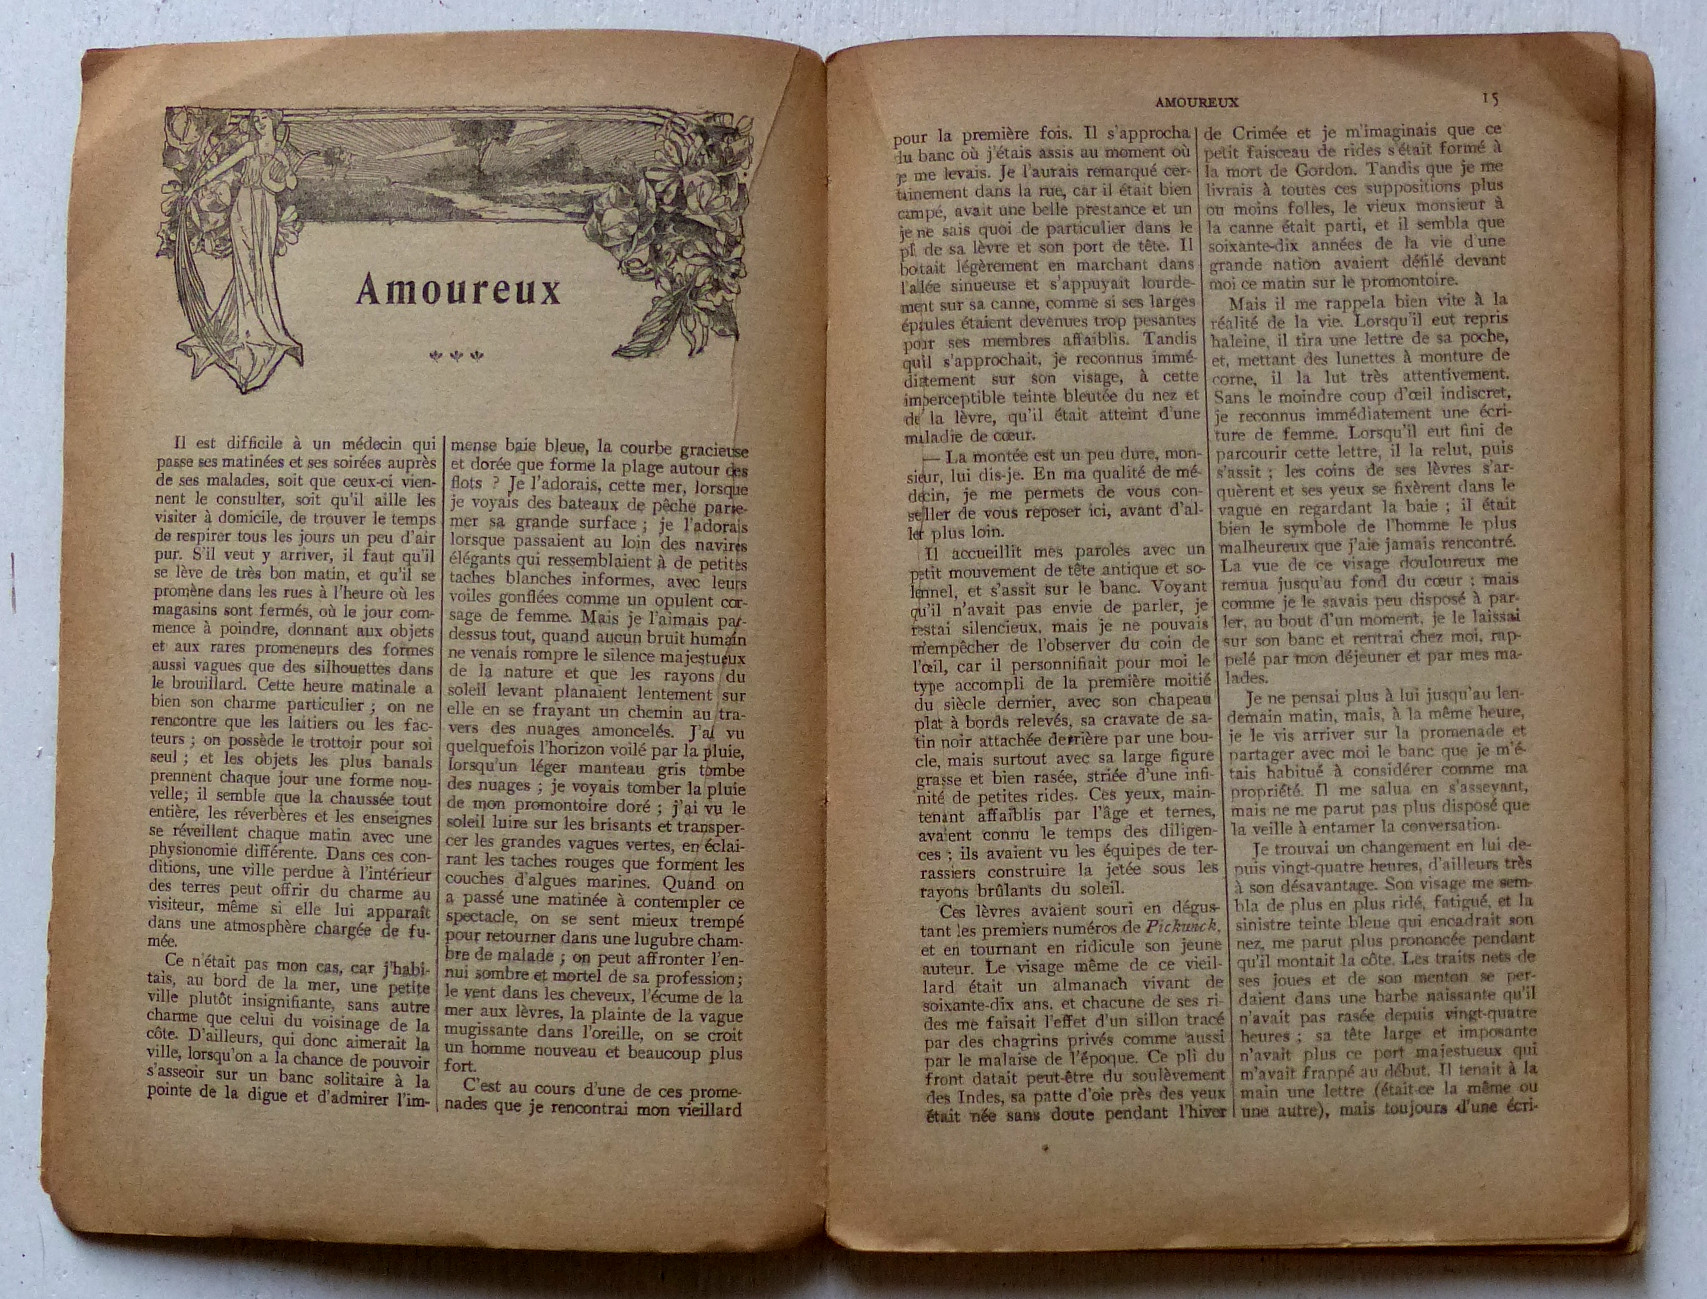 Amoureux
Il est difficile à un médecin qui
passe ses matinées et ses soirées auprès
de ses malades, soit que ceux-ci vien-
nent le consulter, soit qu'il aille les
visiter à domicile, de trouver le temps
de respirer tous les jours un peu d'air
pur. S'il veut y arriver, il faut qu'il
se lève de très bon matin, et qu'il se
promène dans les rues à l'heure où les
magasins sont fermés, où le jour com-
mence à poindre, donnant aux objets
et aux rares promeneurs des formes
aussi vagues que des silhouettes dans
le brouillard. Cette heure matinale a
bien son charme particulier ; on ne
rencontre que les laitiers ou les fac-
teurs ; on possède le trottoir pour soi
seul ; et les objets les plus banals
prennent chaque jour une forme nou-
velle; il semble que la chaussée tout
entière, les réverbères et les enseignes
se réveillent chaque matin avec une
physionomie différente. Dans ces con-
ditions, une ville perdue à l'intérieur
des terres peut offrir du charme au
visiteur, même si elle lui apparaît
dans une atmosphère chargée de fu-
mée.
Ce n'était pas mon cas, car j'habi-
tais, au bord de la mer, une petite
ville plutôt insignifiante, sans autre
charme que celui du voisinage de la
côte. D'ailleurs, qui donc aimerait la
ville, lorsqu'on a la chance de pouvoir
s'asseoir sur un banc solitaire à la
pointe de la digue et d'admirer l'im-
mense baie bleue, la courbe gracieuse
et dorée que forme la plage autour des
flots ? Je l'adorais, cette mer, lorsque
je voyais des bateaux de pêche parse-
mer sa grande surface ; je l'adorais
lorsque passaient au loin des navires
élégants qui ressemblaient à de petites
taches blanches informes, avec leurs
voiles gonflées comme un opulent cor-
sage de femme. Mais je l'aimais par-
dessus tout, quand aucun bruit humain
ne venais rompre le silence majestueux
de la nature et que les rayons du
soleil levant planaient lentement sur
elle en se frayant un chemin au tra-
vers des nuages amoncelés. J'ai vu
quelquefois l'horizon voilé par la pluie,
lorsqu'un léger manteau gris tombe
des nuages ; je voyais tomber la pluie
de mon promontoire doré ; j'ai vu le
soleil luire sur les brisants et transper-
cer les grandes vagues vertes, en éclai-
rant les taches rouges que forment les
couches d'algues marines. Quand on
a passé une matinée à contempler ce
spectacle, on se sent mieux trempé
pour retourner dans une lugubre cham-
bre de malade ; on peut affronter l'en-
nui sombre et mortel de sa profession;
le vent dans les cheveux, l'écume de la
mer aux lèvres, la plainte de la vague
mugissante dans l'oreille, on se croit
un homme nouveau et beaucoup plus
fort.
C'est au cours d'une de ces prome-
nades que je rencontrai mon vieillard
AMOUREUX 15
pour la première fois. Il s'approcha
du banc où j'étais assis au moment où
je me levais. Je l'aurais remarqué cer-
tainement dans la rue, car il était bien
campé, avait une belle prestance et un
je ne sais quoi de particulier dans le
pli de sa lèvre et son port de tête. Il
boitait légèrement en marchant dans
l'allée sinueuse et s'appuyait lourde-
ment sur sa canne, comme si ses larges
épaules étaient devenues trop pesantes
pour ses membres affaiblis. Tandis
qu'il s'approchait, je reconnus immé-
diatement sur son visage, à cette
imperceptible teinte bleutée du nez et
de la lèvre, qu'il était atteint d'une
maladie de cœur.
— La montée est un peu dure, mon-
sieur, lui dis-je. En ma qualité de mé-
decin, je me permets de vous con-
seiller de vous reposer ici, avant d'al-
ler plus loin.
Il accueillit mes paroles avec un
petit mouvement de tête antique et so-
lennel, et s'assit sur le banc. Voyant
qu'il n'avait pas envie de parler, je
restai silencieux, mais je ne pouvais
m'empêcher de l'observer du coin de
l'œil, car il personnifiait pour moi le
type accompli de la première moitié
du siècle dernier, avec son chapeau
plat à bords relevés, sa cravate de sa-
tin noir attachée derrière par une bou-
cle, mais surtout avec sa large figure
grasse et bien rasée, striée d'une infi-
nité de petites rides. Ces yeux, main-
tenant affaiblis par l'âge et ternes,
avaient connu le temps des diligen-
ces ; ils avaient vu les équipes de ter-
rassiers construire la jetée sous les
rayons brûlants du soleil.
Ces lèvres avaient souri en dégus-
tant les premiers numéros de Pickwick,
et en tournant en ridicule son jeune
auteur. Le visage même de ce vieil-
lard était un almanach vivant de
soixante-dix ans, et chacune de ses ri-
des me faisait l'effet d'un sillon tracé
par des chagrins privés comme aussi
par le malaise de l'époque. Ce pli du
front datait peut-être du soulèvement
des Indes, sa patte d'oie près des yeux
était née sans doute pendant l'hiver
de Crimée et je m'imaginais que ce
petit faisceau de rides s'était formé à
la mort de Gordon. Tandis que je me
livrais à toutes ces suppositions plus
ou moins folles, le vieux monsieur à
la canne était parti, et il sembla que
soixante-dix années de la vie d'une
grande nation avaient défilé devant
moi ce matin sur le promontoire.
Mais il me rappela bien vite à la
réalité de la vie. Lorsqu'il eut repris
haleine, il tira une lettre de sa poche,
et, mettant des lunettes à monture de
corne, il la lut très attentivement.
Sans le moindre coup d'œil indiscret,
je reconnus immédiatement une écri-
ture de femme. Lorsqu'il eut fini de
parcourir cette lettre, il la relut, puis
s'assit ; les coins de ses lèvres s'ar-
quèrent et ses yeux se fixèrent dans le
vague en regardant la baie ; il était
bien le symbole de l'homme le plus
malheureux que j'aie jamais rencontré.
La vue de ce visage douloureux me
remua jusqu'au fond du cœur ; mais
comme je le savais peu disposé à par-
ler, au bout d'un moment, je le laissai
sur son banc et rentrai chez moi, rap-
pelé par mon déjeuner et par mes ma-
lades.
Je ne pensai plus à lui jusqu'au len-
demain matin, mais, à la même heure,
je le vis arriver sur la promenade et
partager avec moi le banc que je m'é-
tais habitué à considérer comme ma
propriété. Il me salua en s'asseyant,
mais ne me parut pas plus disposé que
la veille à entamer la conversation.
Je trouvai un changement en lui de-
puis vingt-quatre heures, d'ailleurs très
à son désavantage. Son visage me sem-
bla de plus en plus ridé, fatigué, et la
sinistre teinte bleue qui encadrait son
nez, me parut plus prononcée pendant
qu'il montait la côte. Les traits nets de
ses joues et de son menton se per-
daient dans une barbe naissante qu'il
n'avait pas rasée depuis vingt-quatre
heures ; sa tête large et imposante
n'avait plus ce port majestueux qui
m'avait frappé au début. Il tenait à la
main une lettre (était-ce la même ou
une autre), mais toujours d'une écri-